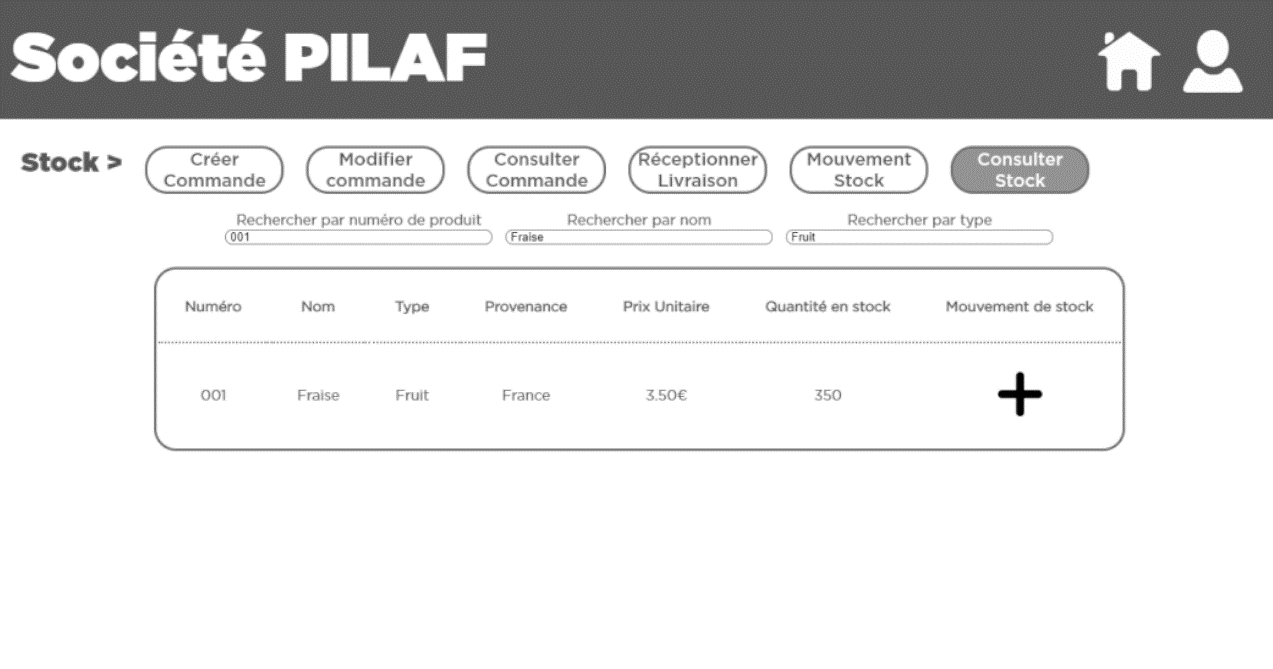 Société PILAF
Stock >
Créer
Commande
Modifier
commande
Consulter
Commande
Réceptionner
Livraison
Mouvement
Stock
Consulter
Stock
Rechercher par numéro de produit
Rechercher par nom
Rechercher par type
001
Fraise
Fruit
Numéro Nom Type Provenance Prix Unitaire Quantité en stock Mouvement de stock
001 Fraise Fruit France 3.50€ 350